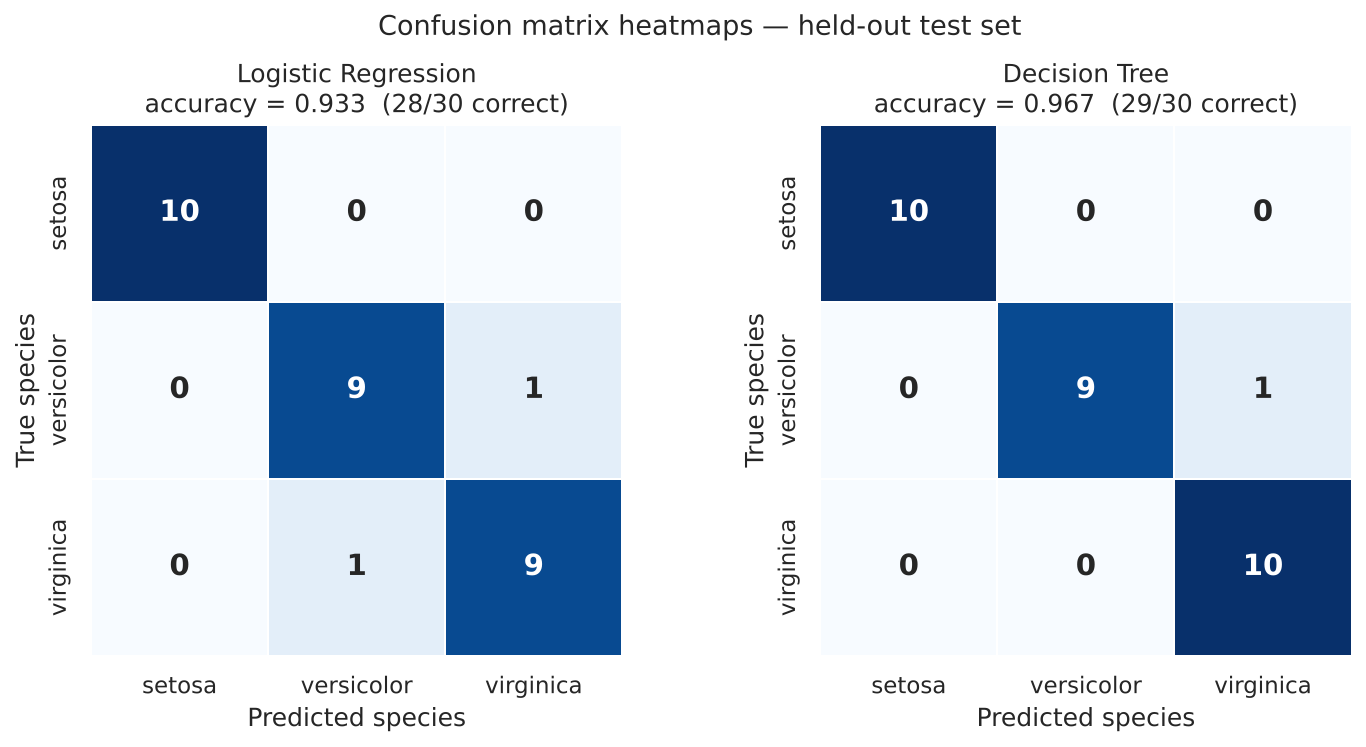 Confusion matrix heatmaps — held-out test set
Logistic Regression
accuracy = 0.933  (28/30 correct)
True species
setosa
10
0
0
versicolor
0
9
1
virginica
0
1
9
setosa
versicolor
virginica
Predicted species
Decision Tree
accuracy = 0.967  (29/30 correct)
True species
setosa
10
0
0
versicolor
0
9
1
virginica
0
0
10
setosa
versicolor
virginica
Predicted species